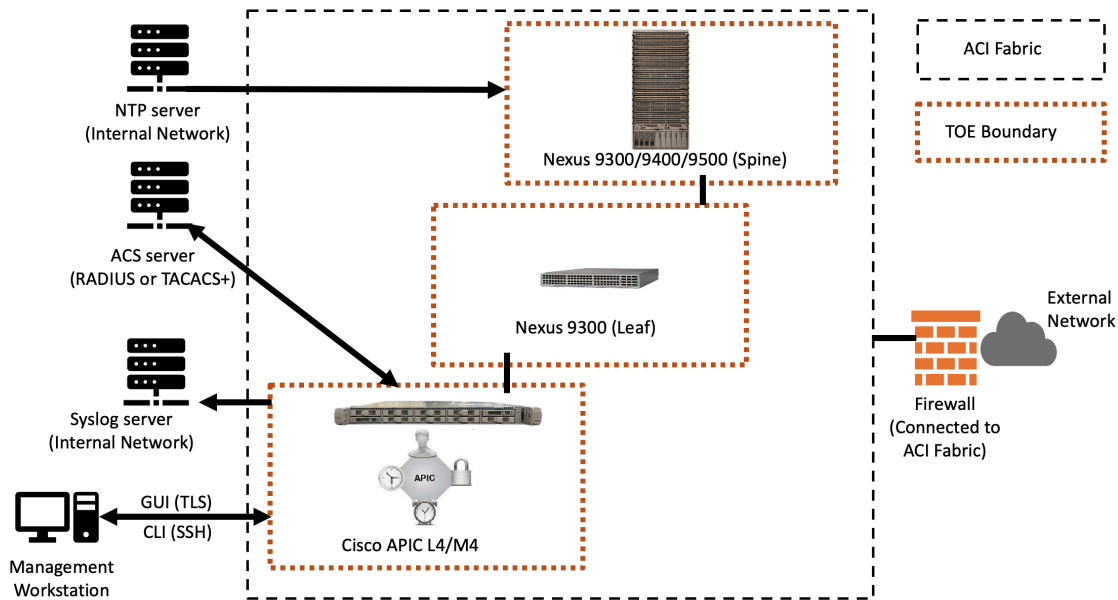 NTP server
(Internal Network)
ACS server
(RADIUS or TACACS+)
Syslog server
(Internal Network)
GUI (TLS)
CLI (SSH)
Management
Workstation
Nexus 9300/9400/9500 (Spine)
Nexus 9300 (Leaf)
APIC
Cisco APIC L4/M4
ACI Fabric
TOE Boundary
External
Network
Firewall
(Connected to
ACI Fabric)